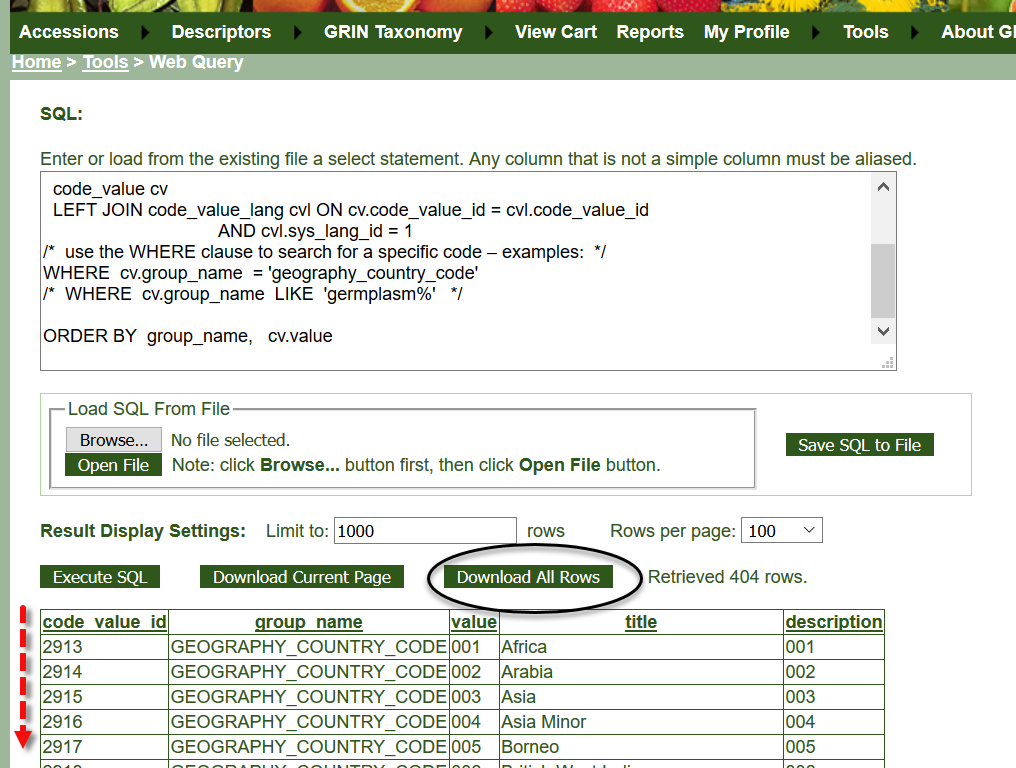 Accessions Descriptors GRIN Taxonomy View Cart Reports My Profile Tools About
Home > Tools > Web Query
SQL:
Enter or load from the existing file a select statement. Any column that is not a simple column must be aliased.
code_value cv
LEFT JOIN code_value_lang cvl ON cv.code_value_id = cvl.code_value_id
AND cvl.sys_lang_id = 1
/* use the WHERE clause to search for a specific code – examples: */
WHERE cv.group_name = 'geography_country_code'
/* WHERE cv.group_name LIKE 'germplasm%' */
ORDER BY group_name, cv.value
Load SQL From File
Browse... No file selected.
Open File Note: click Browse... button first, then click Open File button.
Save SQL to File
Result Display Settings: Limit to: 1000 rows Rows per page: 100
Execute SQL Download Current Page Download All Rows Retrieved 404 rows.
code_value_id group_name value title description
2913 GEOGRAPHY_COUNTRY_CODE 001 Africa 001
2914 GEOGRAPHY_COUNTRY_CODE 002 Arabia 002
2915 GEOGRAPHY_COUNTRY_CODE 003 Asia 003
2916 GEOGRAPHY_COUNTRY_CODE 004 Asia Minor 004
2917 GEOGRAPHY_COUNTRY_CODE 005 Borneo 005